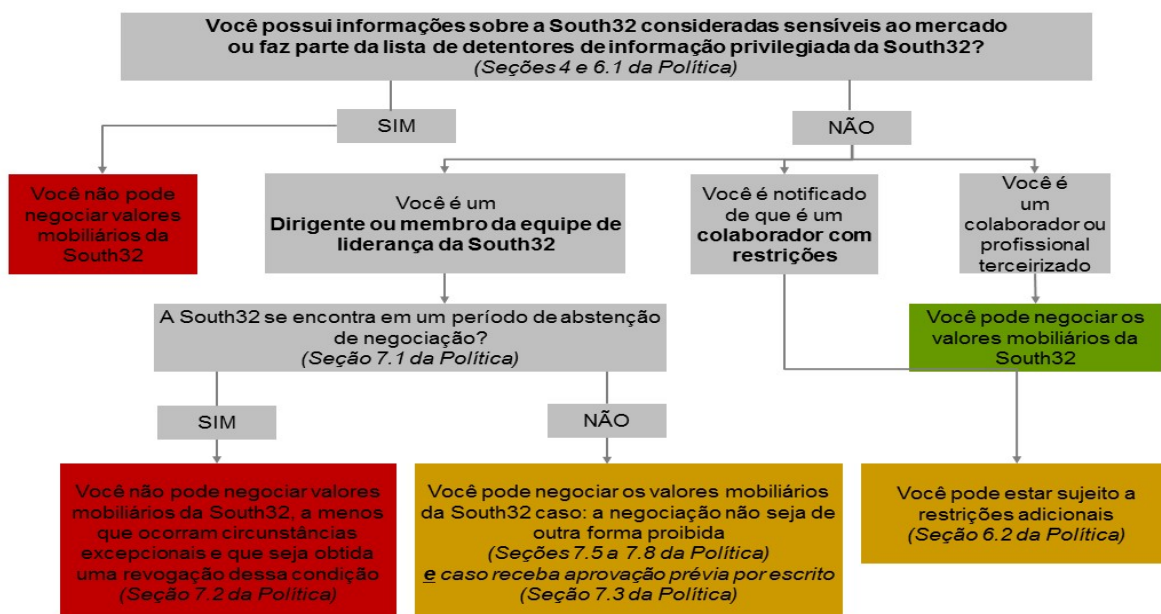 Você possui informações sobre a South32 consideradas sensíveis ao mercado
ou faz parte da lista de detentores de informação privilegiada da South32?
(Seções 4 e 6.1 da Política)
SIM
NÃO
Você não pode
negociar valores
mobiliários da
South32
Você é um
Dirigente ou membro da equipe de
liderança da South32
Você é notificado
de que é um
colaborador com
restrições
Você é
um
colaborador ou
profissional
terceirizado
A South32 se encontra em um período de abstenção
de negociação?
(Seção 7.1 da Política)
Você pode negociar os
valores mobiliários da
South32
SIM
NÃO
Você não pode negociar valores
mobiliários da South32, a menos
que ocorram circunstâncias
excepcionais e que seja obtida
uma revogação dessa condição
(Seção 7.2 da Política)
Você pode negociar os valores mobiliários
da South32 caso: a negociação não seja de
outra forma proibida
(Seções 7.5 a 7.8 da Política)
e caso receba aprovação prévia por escrito
(Seção 7.3 da Política)
Você pode estar sujeito a
restrições adicionais
(Seção 6.2 da Política)